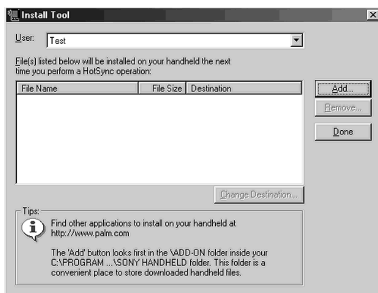 Install Tool
User: Test
File(s) listed below will be installed on your handheld the next
time you perform a HotSync operation:
File Name File Size Destination
Add...
Remove...
Done
Change Destination...
Tips:
Find other applications to install on your handheld at
http://www.palm.com
The 'Add' button looks first in the \ADD-ON folder inside your
C:\PROGRAM ...\SONY HANDHELD folder. This folder is a
convenient place to store downloaded handheld files.